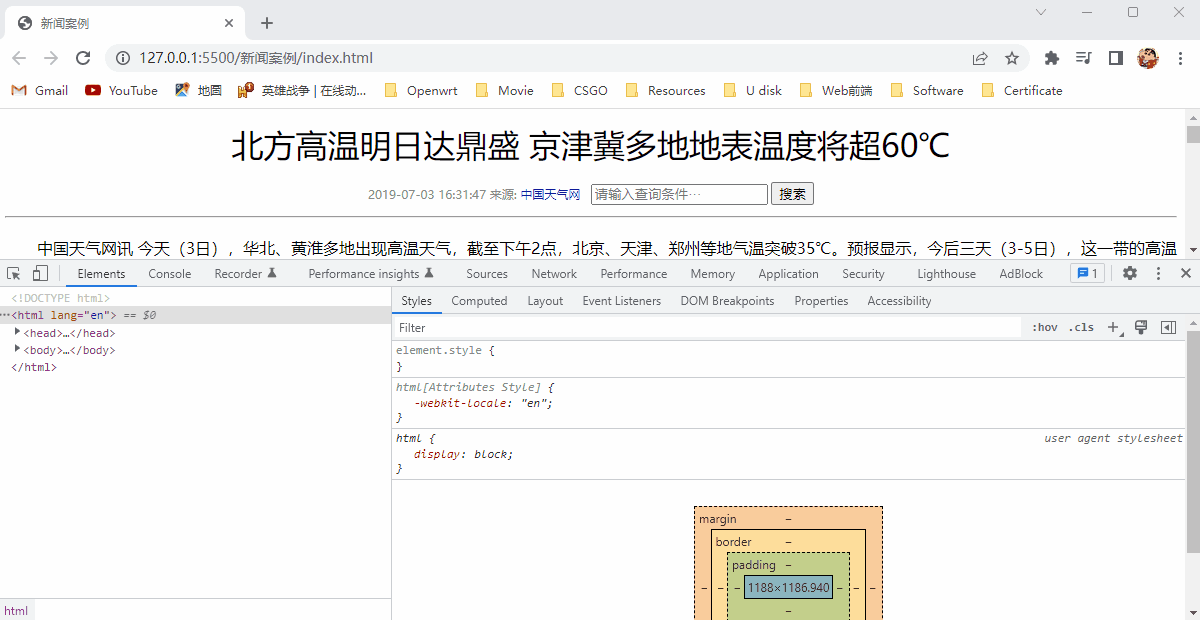 新闻案例
127.0.0.1:5500/新闻案例/index.html
Gmail YouTube 地图 英雄战争 | 在线动... Openwrt Movie CSGO Resources U disk Web前端 Software Certificate
北方高温明日达鼎盛 京津冀多地地表温度将超60℃
2019-07-03 16:31:47 来源: 中国天气网 请输入查询条件··· 搜索
中国天气网讯 今天（3日），华北、黄淮多地出现高温天气，截至下午2点，北京、天津、郑州等地气温突破35℃。预报显示，今后三天（3-5日），这一带的高温
Elements Console Recorder Performance insights Sources Network Performance Memory Application Security Lighthouse AdBlock 1
<!DOCTYPE html>
···<html lang="en"> == $0
<head>…</head>
<body>…</body>
</html>
html
Styles Computed Layout Event Listeners DOM Breakpoints Properties Accessibility
Filter :hov .cls
element.style {
}
html[Attributes Style] {
-webkit-locale: "en";
}
html { user agent stylesheet
display: block;
}
margin –
border –
padding –
– – – 1188×1186.940 – – –
–